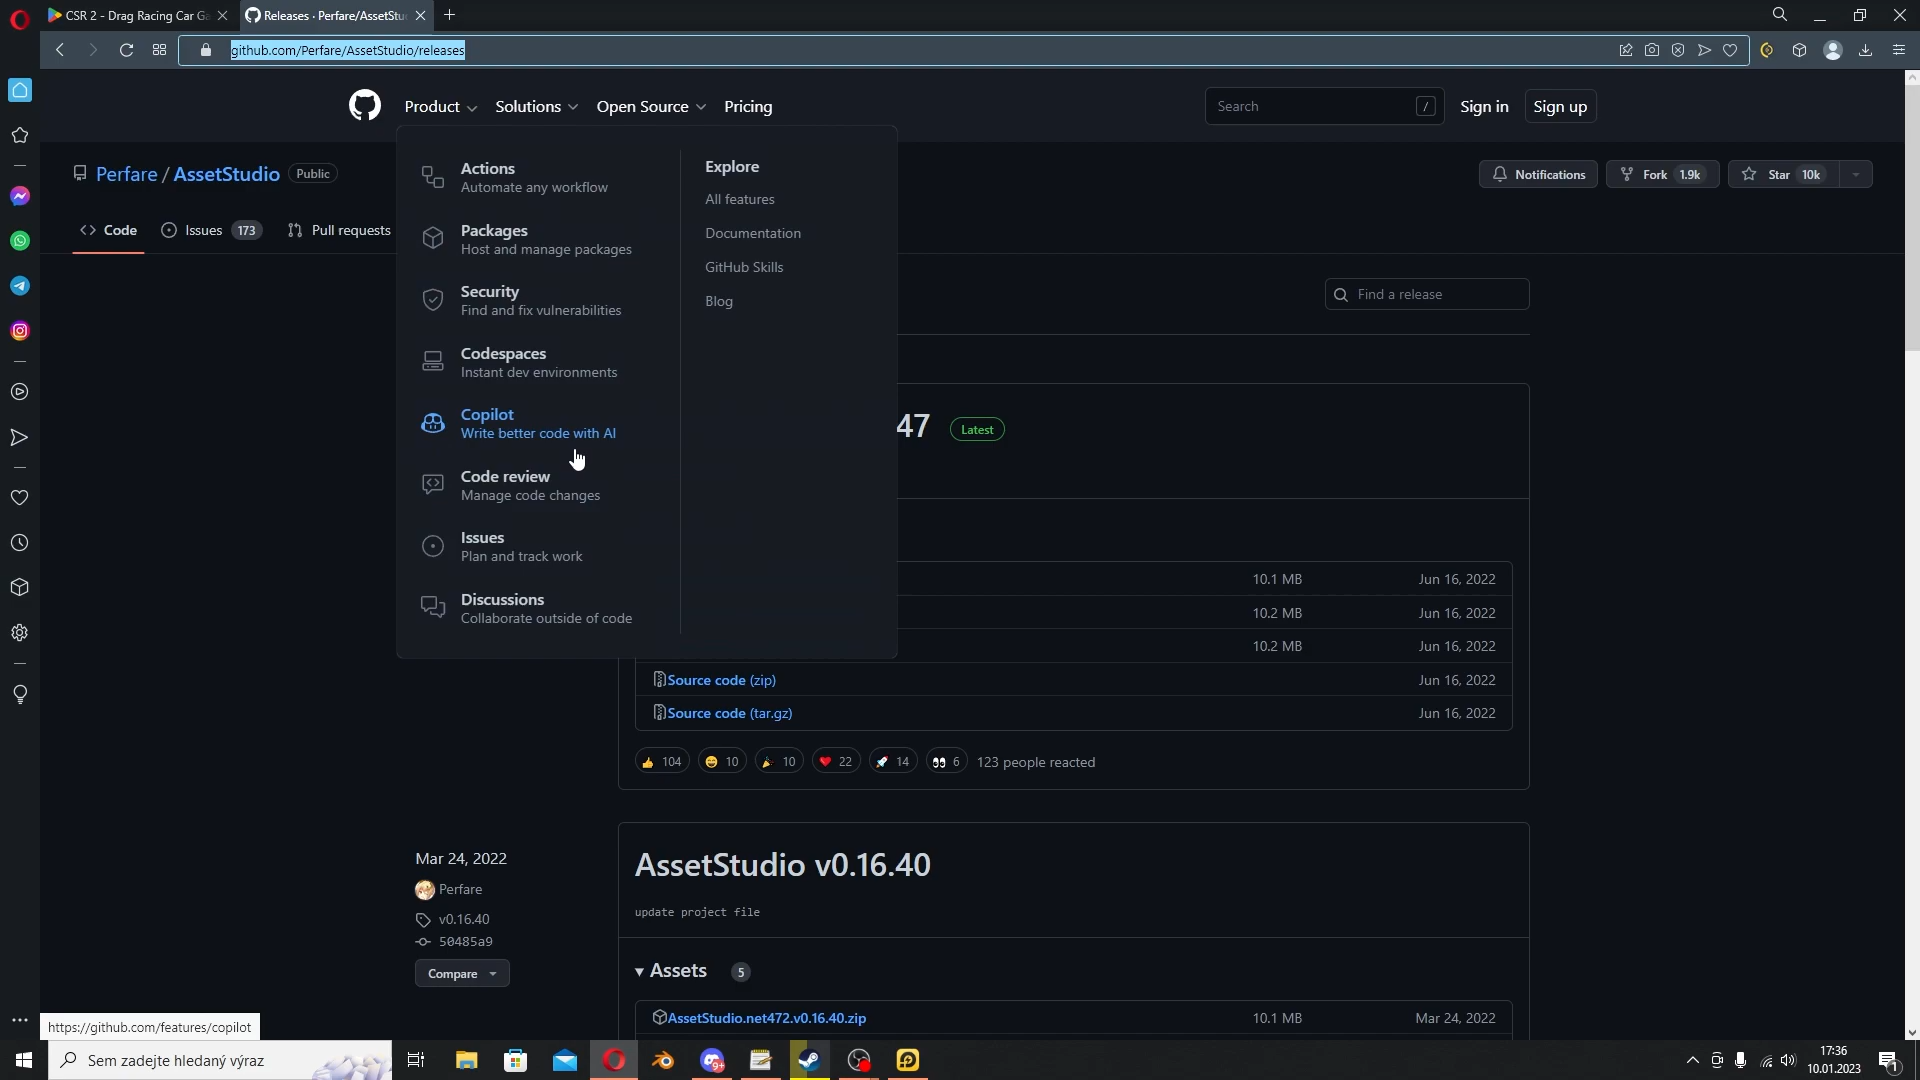 CSR 2 - Drag Racing Car Ga
Releases · Perfare/AssetStu
github.com/Perfare/AssetStudio/releases
Product
Solutions
Open Source
Pricing
Search
/
Sign in
Sign up
Perfare / AssetStudio
Public
Notifications
Fork 1.9k
Star 10k
Code
Issues 173
Pull requests
Actions
Automate any workflow
Packages
Host and manage packages
Security
Find and fix vulnerabilities
Codespaces
Instant dev environments
Copilot
Write better code with AI
Code review
Manage code changes
Issues
Plan and track work
Discussions
Collaborate outside of code
Explore
All features
Documentation
GitHub Skills
Blog
Find a release
47
Latest
10.1 MB Jun 16, 2022
10.2 MB Jun 16, 2022
10.2 MB Jun 16, 2022
Source code (zip) Jun 16, 2022
Source code (tar.gz) Jun 16, 2022
104 10 10 22 14 6 123 people reacted
Mar 24, 2022
Perfare
v0.16.40
50485a9
Compare
AssetStudio v0.16.40
update project file
Assets 5
AssetStudio.net472.v0.16.40.zip 10.1 MB Mar 24, 2022
https://github.com/features/copilot
Sem zadejte hledaný výraz
9+
17:36
10.01.2023
1